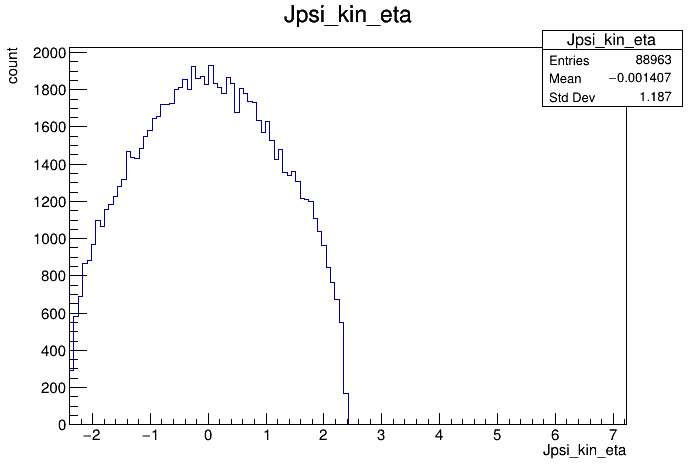 Jpsi_kin_eta
Jpsi_kin_eta
Entries 88963
Mean −0.001407
Std Dev 1.187
count
2000
1800
1600
1400
1200
1000
800
600
400
200
0
−2 −1 0 1 2 3 4 5 6 7
Jpsi_kin_eta